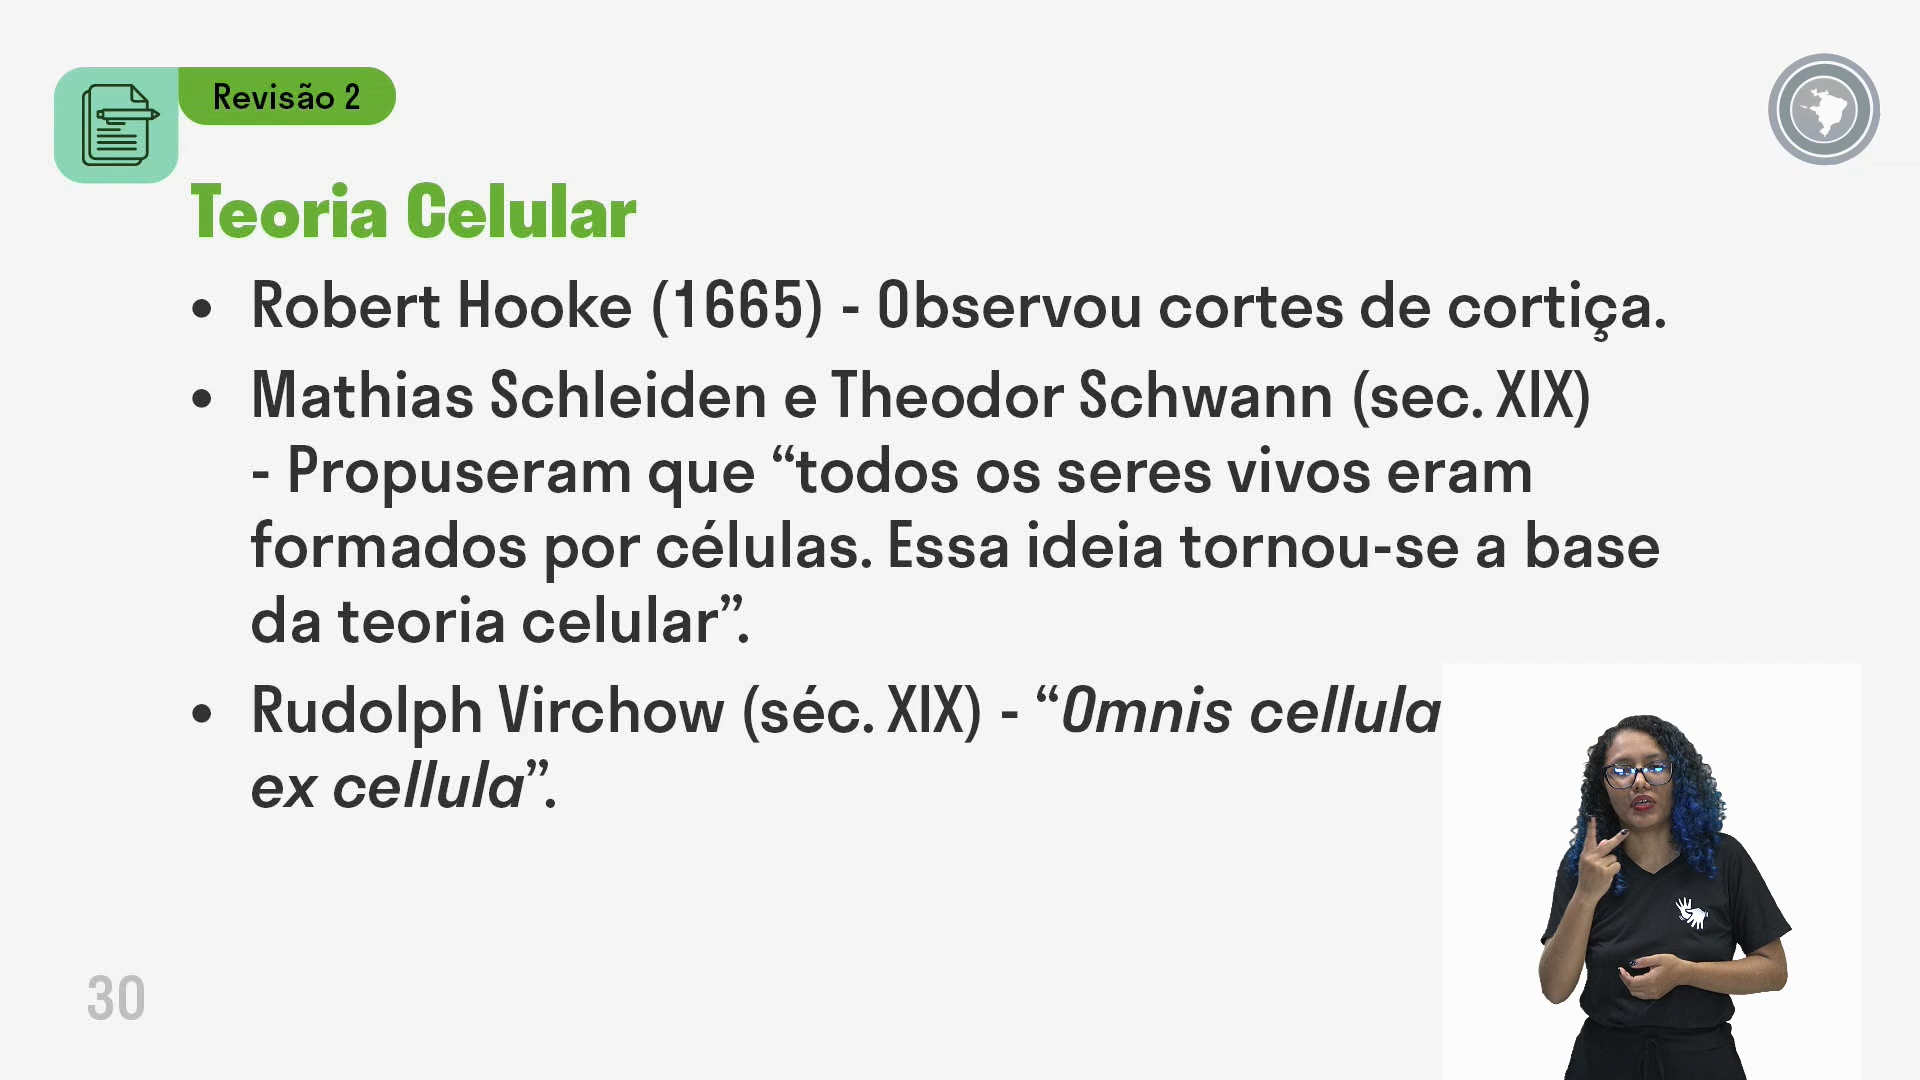 Revisão 2
Teoria Celular
• Robert Hooke (1665) - Observou cortes de cortiça.
• Mathias Schleiden e Theodor Schwann (sec. XIX)
- Propuseram que “todos os seres vivos eram
formados por células. Essa ideia tornou-se a base
da teoria celular”.
• Rudolph Virchow (séc. XIX) - “Omnis cellula
ex cellula”.
30